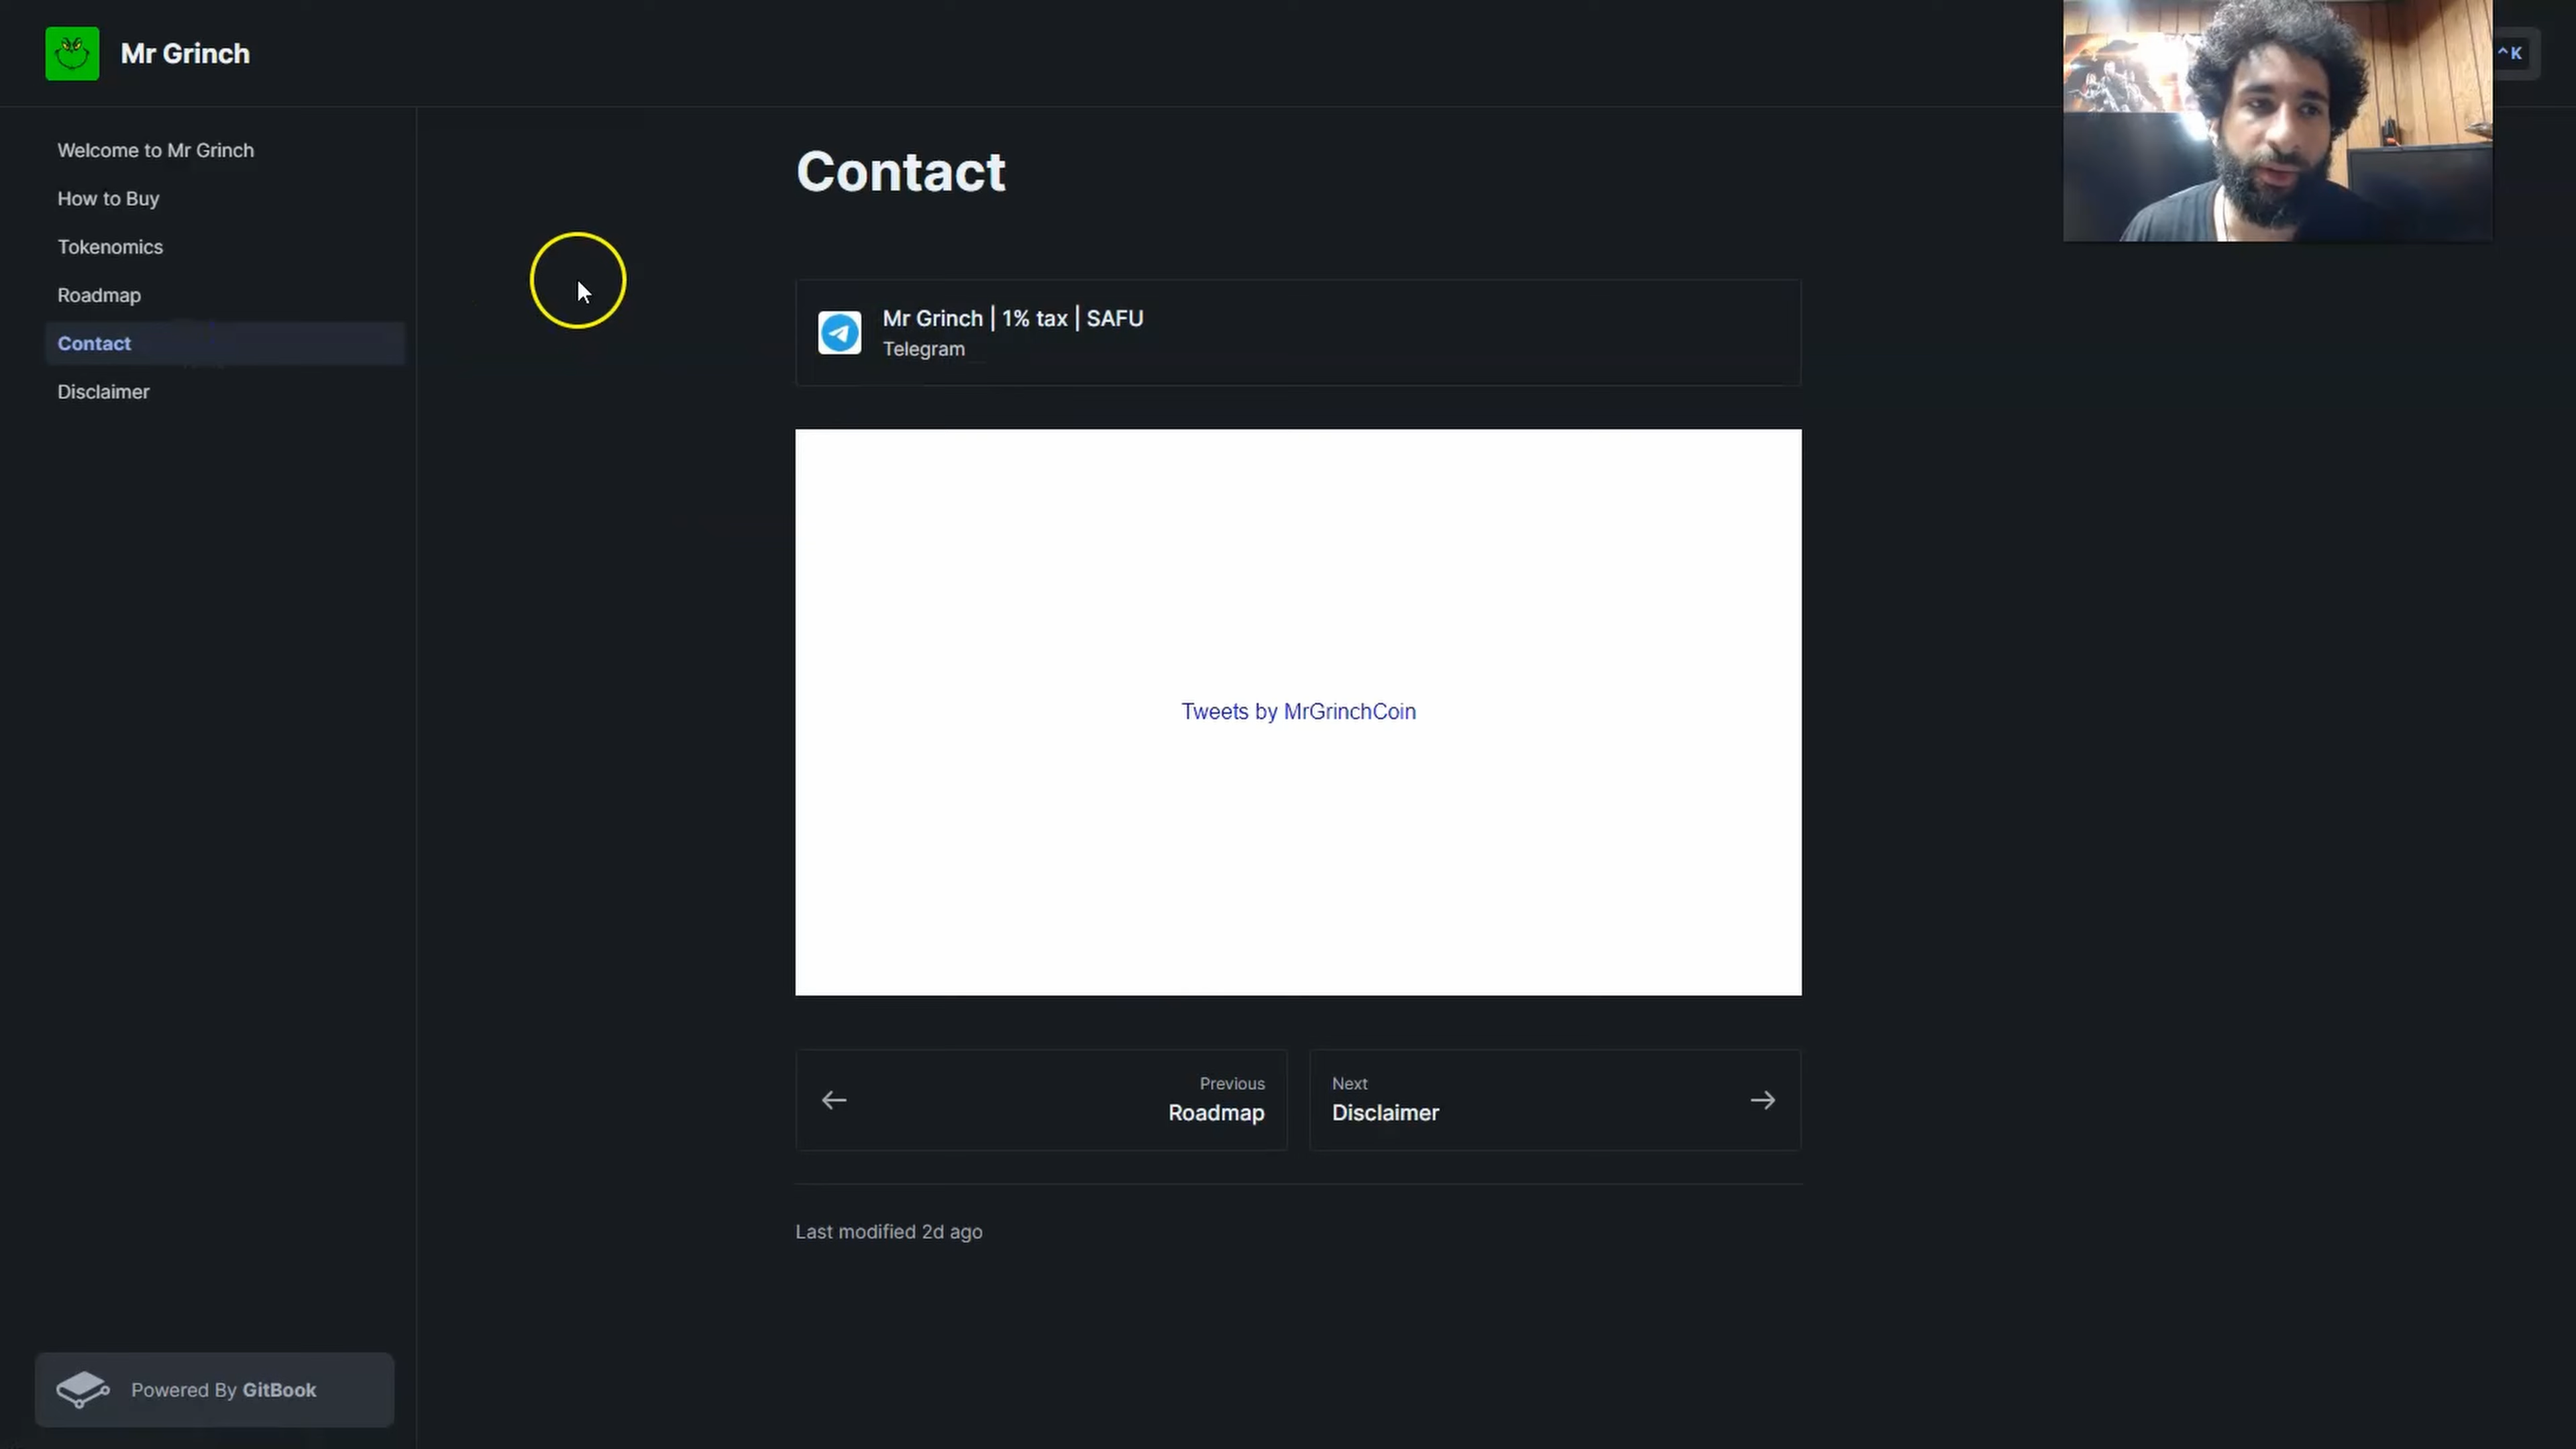 Mr Grinch
^ K
Welcome to Mr Grinch
How to Buy
Tokenomics
Roadmap
Contact
Disclaimer
Contact
Mr Grinch | 1% tax | SAFU
Telegram
Tweets by MrGrinchCoin
Previous
Roadmap
Next
Disclaimer
Last modified 2d ago
Powered By GitBook